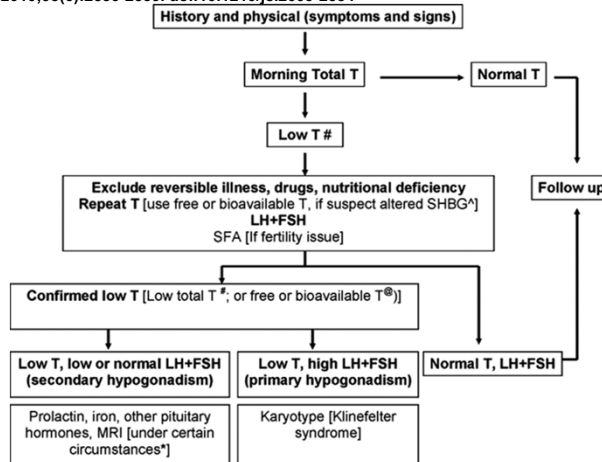 History and physical (symptoms and signs)
Morning Total T
Normal T
Low T #
Exclude reversible illness, drugs, nutritional deficiency
Repeat T [use free or bioavailable T, if suspect altered SHBG^]
LH+FSH
SFA [If fertility issue]
Follow up
Confirmed low T [Low total T #; or free or bioavailable T@)]
Low T, low or normal LH+FSH
(secondary hypogonadism)
Low T, high LH+FSH
(primary hypogonadism)
Normal T, LH+FSH
Prolactin, iron, other pituitary
hormones, MRI [under certain
circumstances*]
Karyotype [Klinefelter
syndrome]